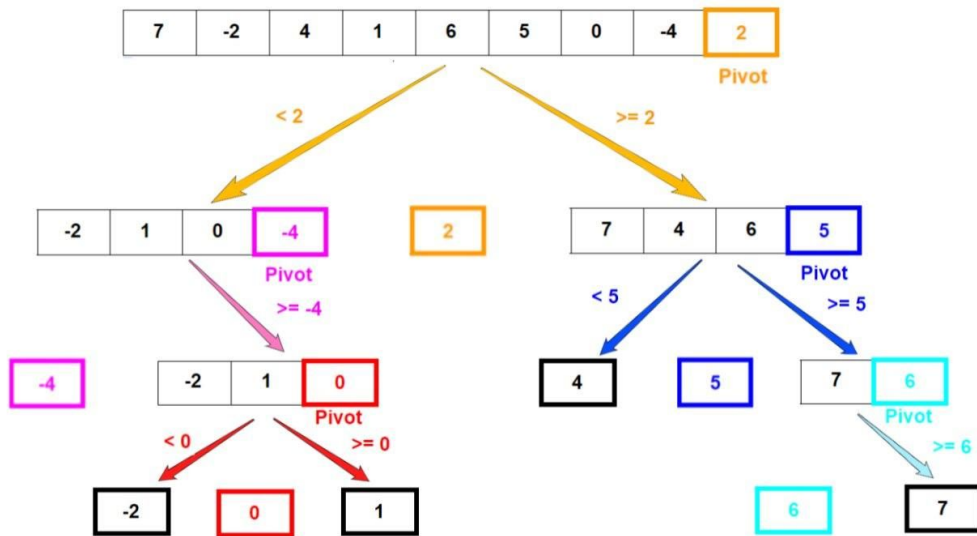 7 -2 4 1 6 5 0 -4 2
Pivot
< 2 >= 2
-2 1 0 -4 2 7 4 6 5
Pivot Pivot
>= -4 < 5 >= 5
-4 -2 1 0 4 5 7 6
Pivot Pivot
< 0 >= 0 >= 6
-2 0 1 6 7